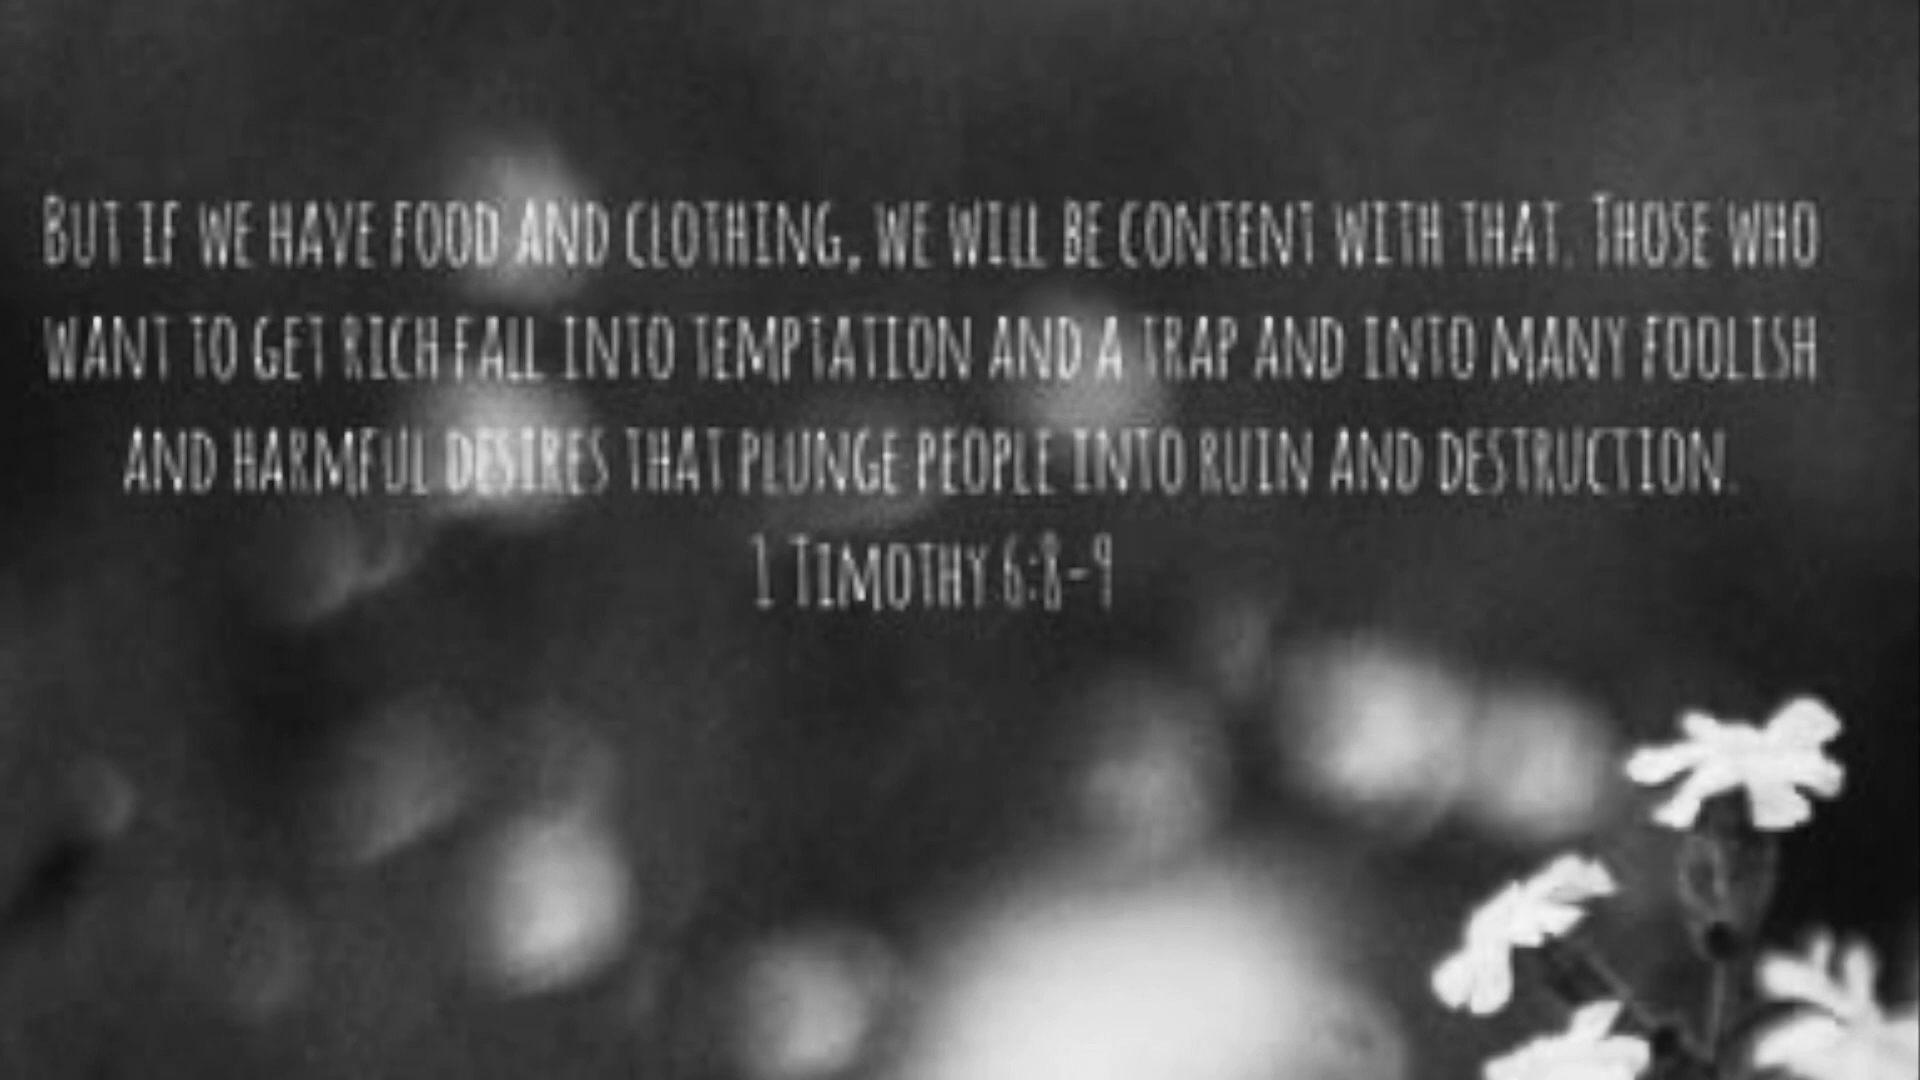 But if we have food and clothing, we will be content with that. Those who
want to get rich fall into temptation and a trap and into many foolish
and harmful desires that plunge people into ruin and destruction.
1 Timothy 6:8-9